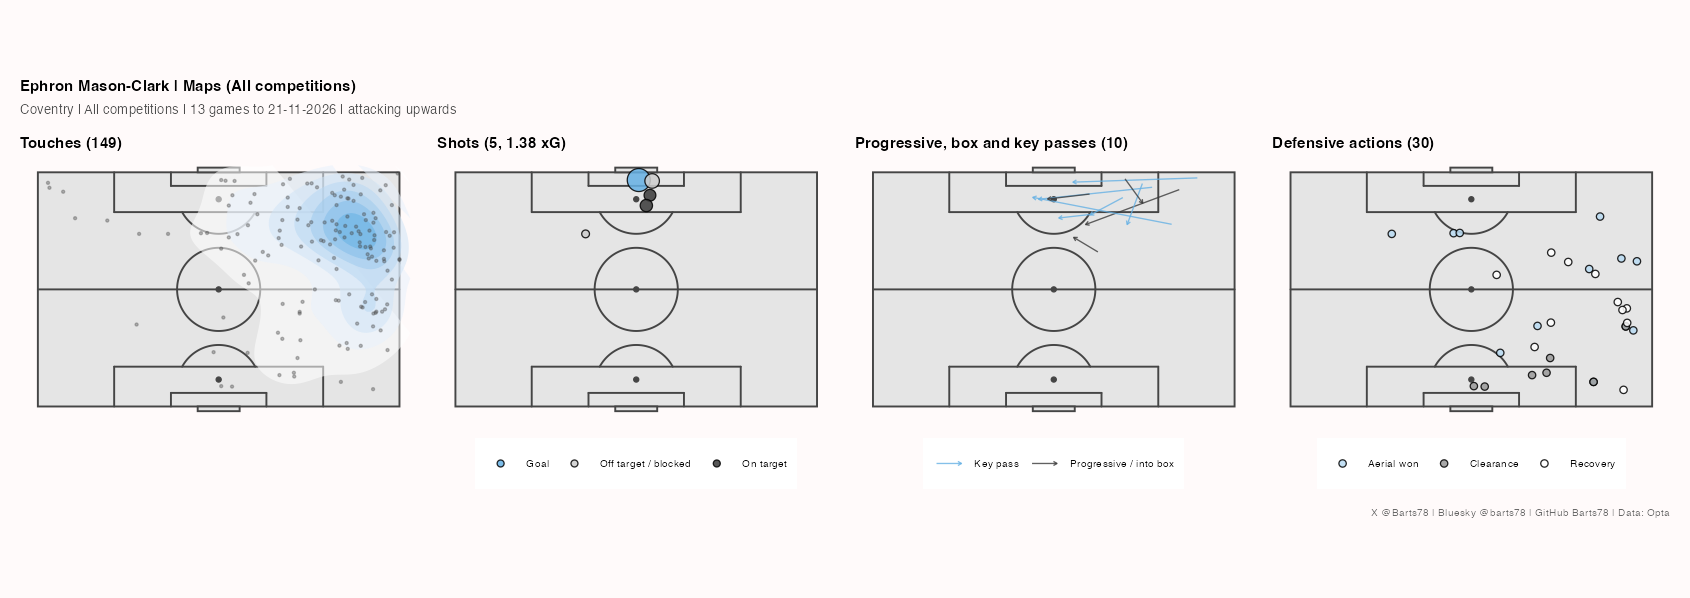 Ephron Mason-Clark | Maps (All competitions)
Coventry | All competitions | 13 games to 21-11-2026 | attacking upwards
Touches (149)
Shots (5, 1.38 xG)
Progressive, box and key passes (10)
Defensive actions (30)
Goal
Off target / blocked
On target
Key pass
Progressive / into box
Aerial won
Clearance
Recovery
X @Barts78 | Bluesky @barts78 | GitHub Barts78 | Data: Opta